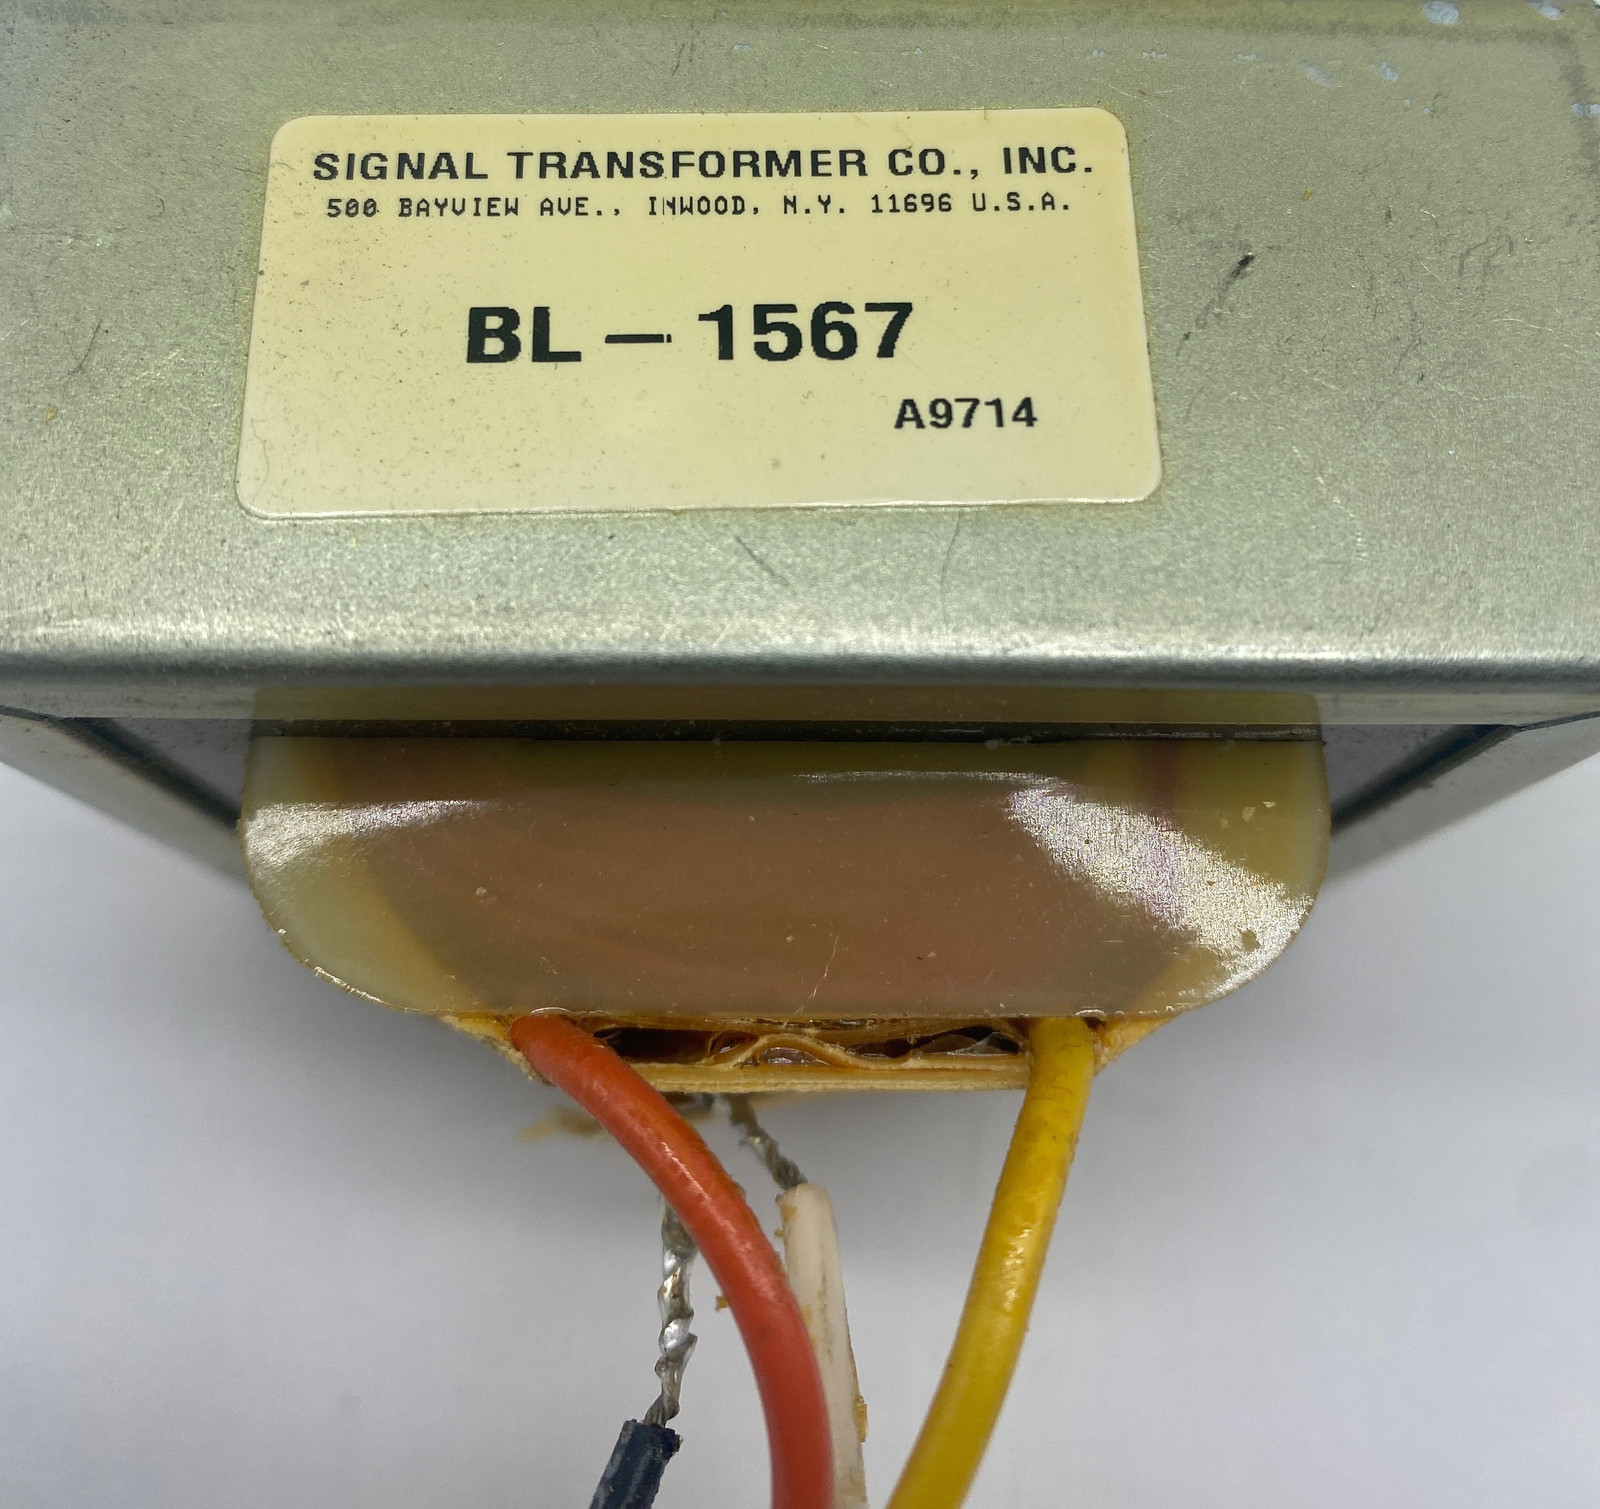 SIGNAL TRANSFORMER CO., INC.
500 BAYVIEW AVE., INWOOD, N.Y. 11696 U.S.A.
BL – 1567
A9714